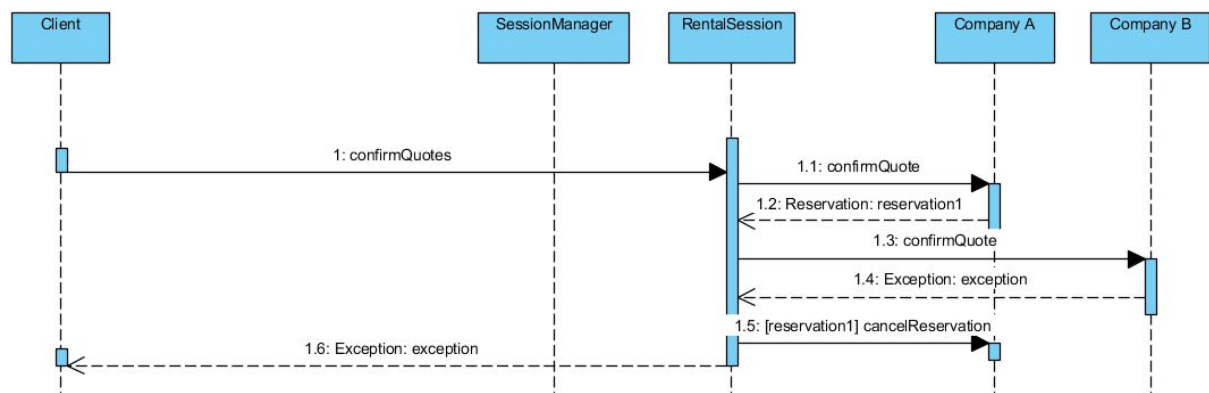 Client
SessionManager
RentalSession
Company A
Company B
1: confirmQuotes
1.1: confirmQuote
1.2: Reservation: reservation1
1.3: confirmQuote
1.4: Exception: exception
1.5: [reservation1] cancelReservation
1.6: Exception: exception